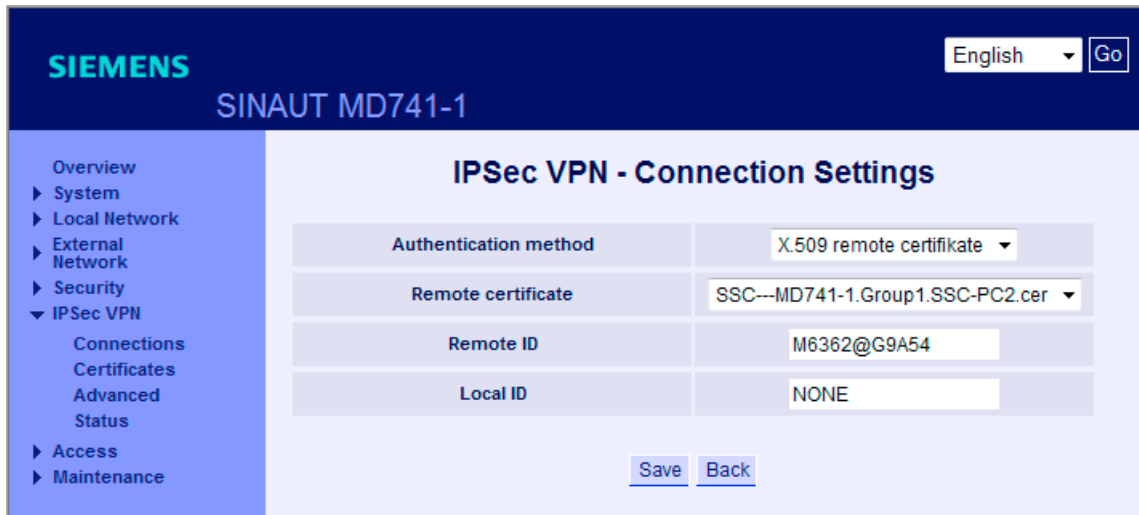 SIEMENS
English
Go
SINAUT MD741-1
Overview
System
Local Network
External
Network
Security
IPSec VPN
Connections
Certificates
Advanced
Status
Access
Maintenance
IPSec VPN - Connection Settings
Authentication method
X.509 remote certifikate
Remote certificate
SSC---MD741-1.Group1.SSC-PC2.cer
Remote ID
M6362@G9A54
Local ID
NONE
Save
Back